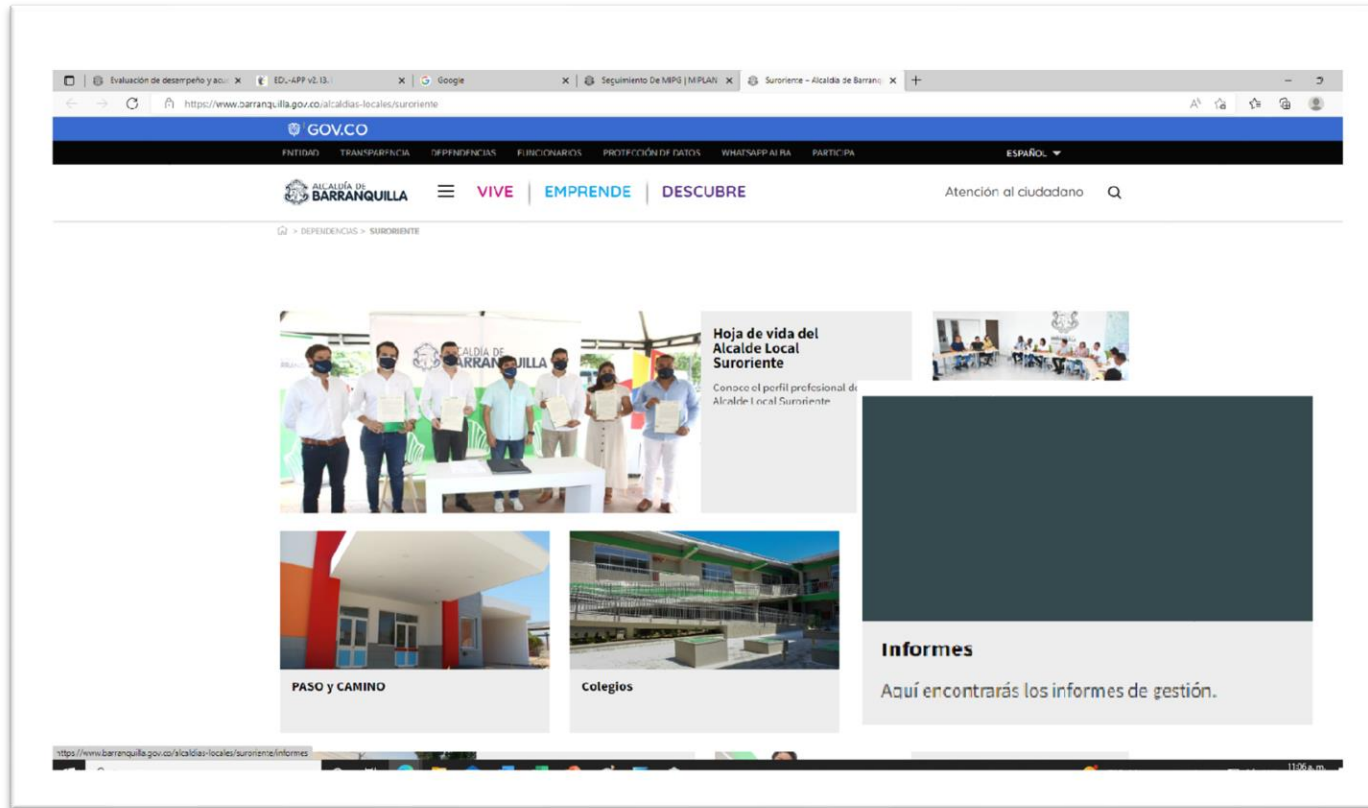 Evaluación de desempeño y acu
EDL-APP v2.13.
Google
Seguimiento De MIPG | MIPLAN
Suroriente – Alcaldía de Barranq
https://www.barranquilla.gov.co/alcaldias-locales/suroriente
GOV.CO
ENTIDAD TRANSPARENCIA DEPENDENCIAS FUNCIONARIOS PROTECCIÓN DE DATOS WHATSAPP ALBA PARTICIPA ESPAÑOL
ALCALDÍA DE
BARRANQUILLA
VIVE EMPRENDE DESCUBRE Atención al ciudadano
> DEPENDENCIAS > SURORIENTE
ALCALDÍA DE
BARRANQUILLA
Hoja de vida del
Alcalde Local
Suroriente
Conoce el perfil profesional de
Alcalde Local Suroriente
Informes
Aquí encontrarás los informes de gestión.
PASO y CAMINO
Colegios
https://www.barranquilla.gov.co/alcaldias-locales/suroriente/informes
11:06 a. m.